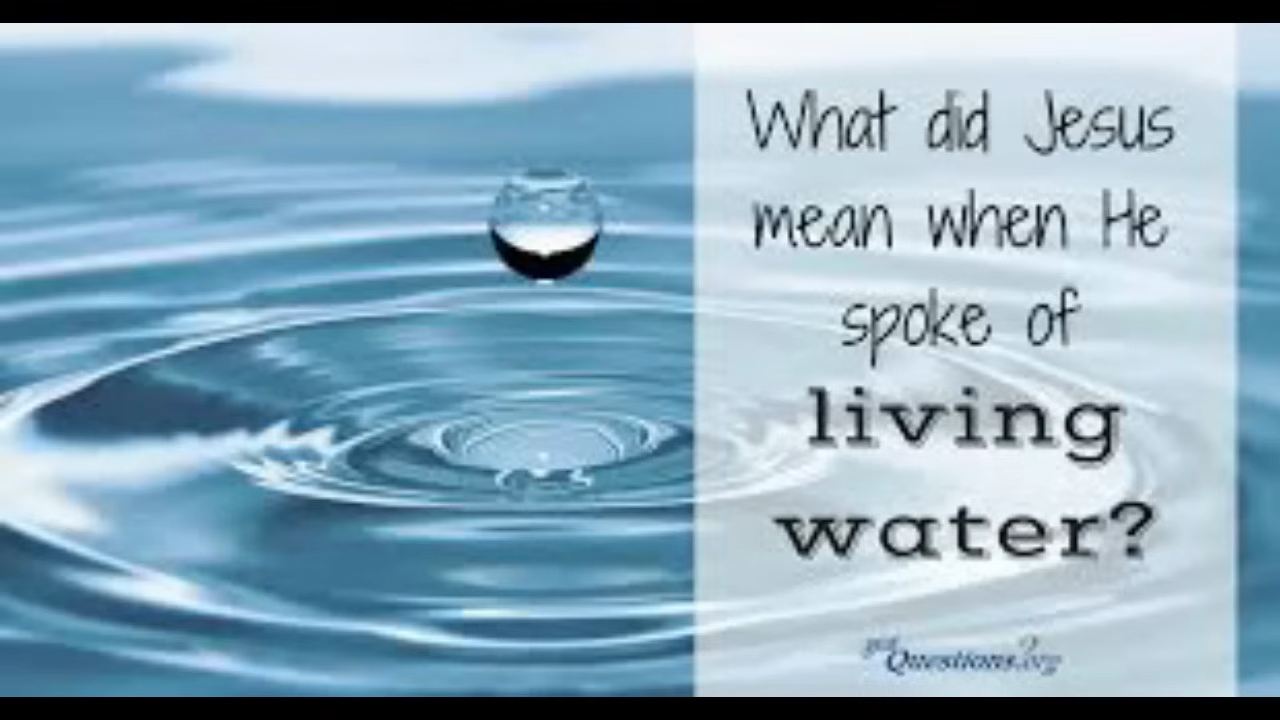 What did Jesus
mean when He
spoke of
living
water?
gotQuestions?.org